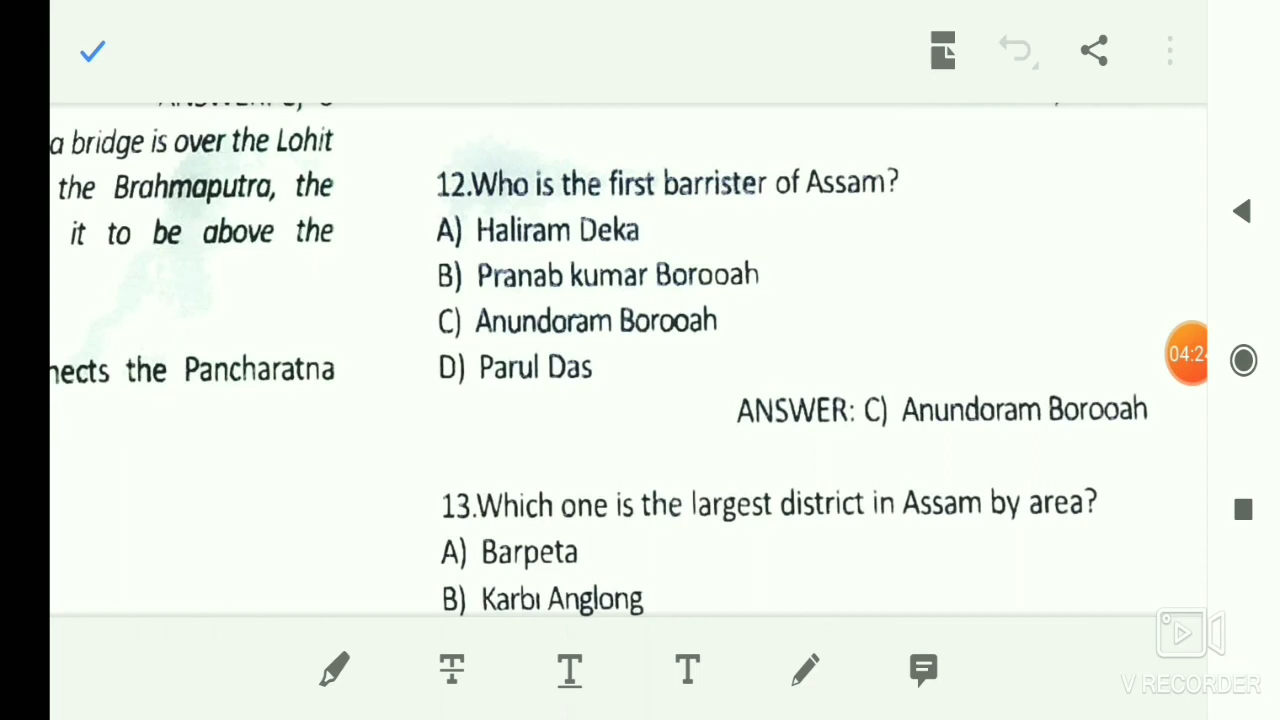 a bridge is over the Lohit
the Brahmaputra, the
it to be above the
nects the Pancharatna
12.Who is the first barrister of Assam?
A) Haliram Deka
B) Pranab kumar Borooah
C) Anundoram Borooah
D) Parul Das
ANSWER: C) Anundoram Borooah
13.Which one is the largest district in Assam by area?
A) Barpeta
B) Karbi Anglong
04:24
V RECORDER